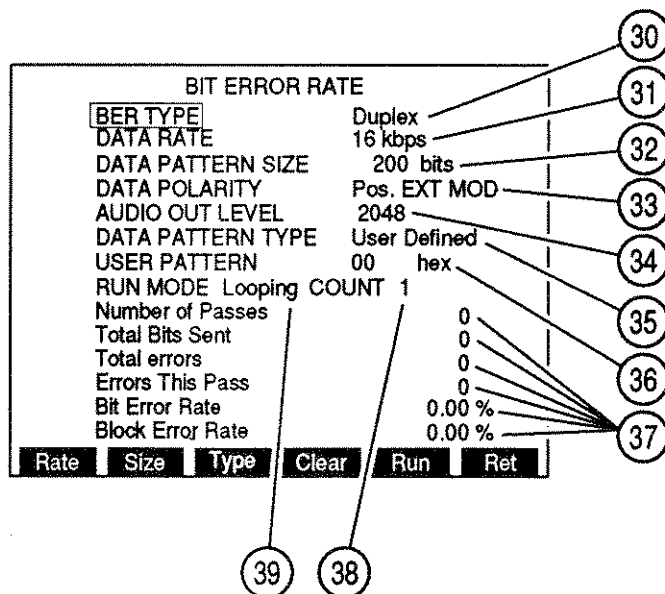 30
BIT ERROR RATE
31
BER TYPE Duplex
DATA RATE 16 kbps
32
DATA PATTERN SIZE 200 bits
DATA POLARITY Pos. EXT MOD
33
AUDIO OUT LEVEL 2048
DATA PATTERN TYPE User Defined
34
USER PATTERN 00 hex
RUN MODE Looping COUNT 1
35
Number of Passes 0
Total Bits Sent 0
Total errors 0
36
Errors This Pass 0
Bit Error Rate 0.00 %
Block Error Rate 0.00 %
37
Rate Size Type Clear Run Ret
39 38